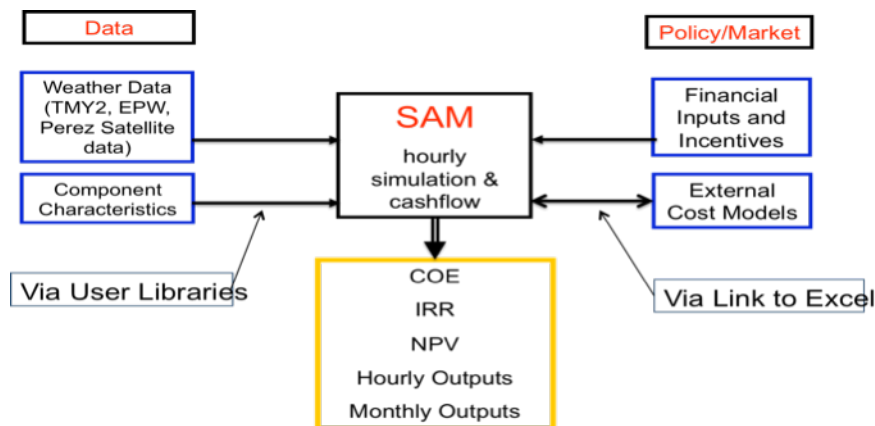 Data
Policy/Market
Weather Data
(TMY2, EPW,
Perez Satellite
data)
SAM
hourly
simulation &
cashflow
Financial
Inputs and
Incentives
Component
Characteristics
External
Cost Models
Via User Libraries
Via Link to Excel
COE
IRR
NPV
Hourly Outputs
Monthly Outputs